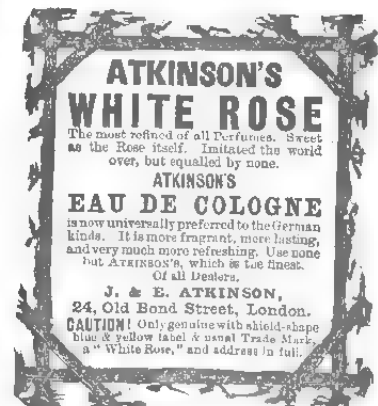 ATKINSON'S
WHITE ROSE
The most refined of all Perfumes. Sweet
as the Rose itself. Imitated the world
over, but equalled by none.
ATKINSON'S
EAU DE COLOGNE
is now universally preferred to the German
kinds. It is more fragrant, more lasting,
and very much more refreshing. Use none
but ATKINSON'S, which is the finest.
Of all Dealers.
J. & E. ATKINSON,
24, Old Bond Street, London.
CAUTION! Only genuine with shield-shape
blue & yellow label & usual Trade Mark,
a "White Rose," and address in full.